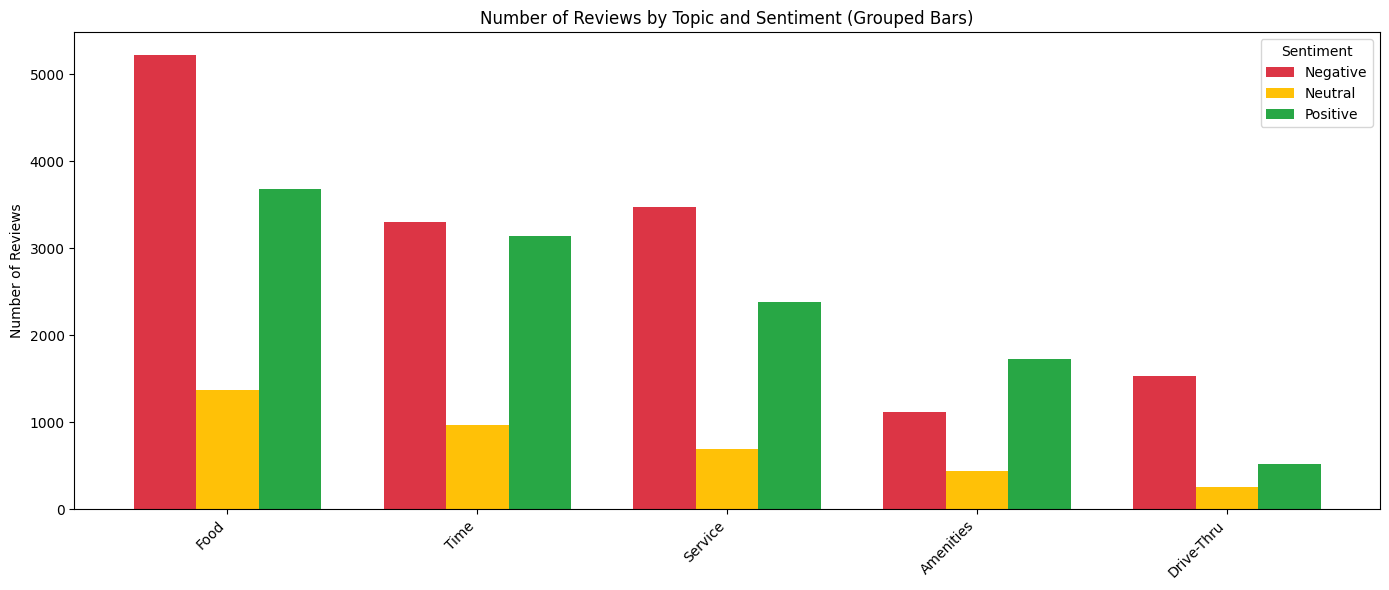 Number of Reviews by Topic and Sentiment (Grouped Bars)
Sentiment
Negative
Neutral
Positive
Number of Reviews
5000
4000
3000
2000
1000
0
Food
Time
Service
Amenities
Drive-Thru